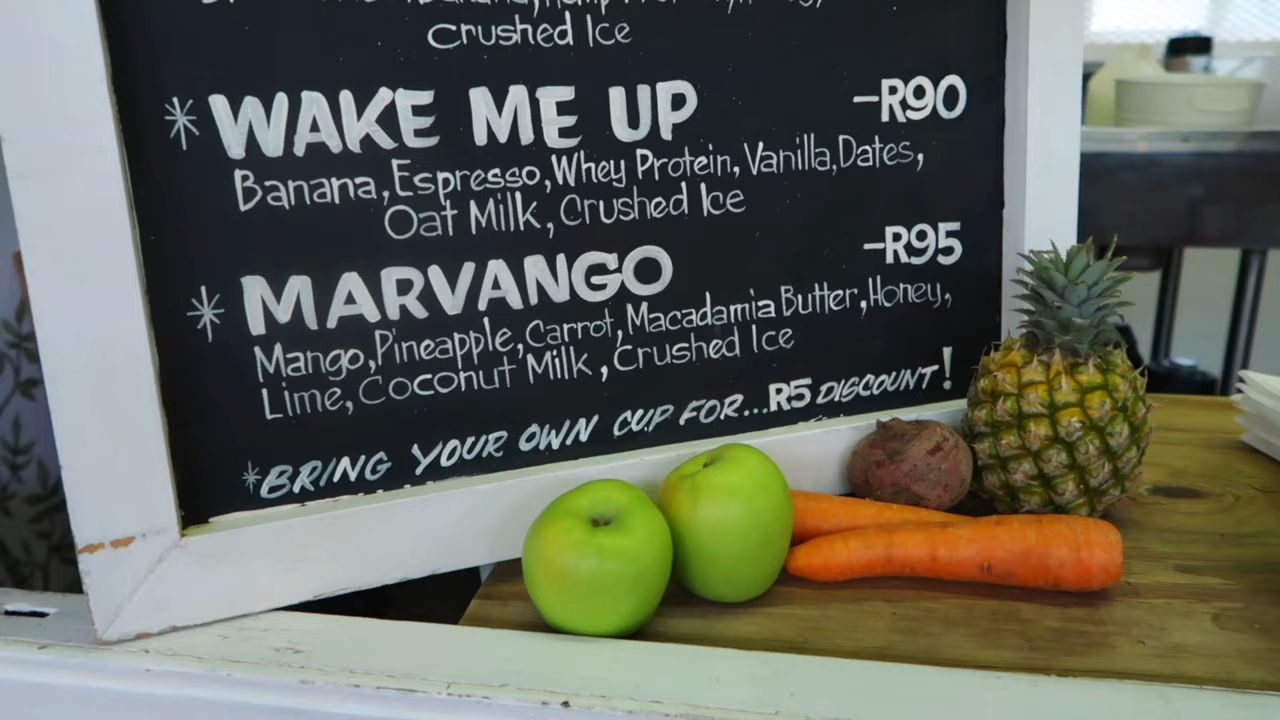 Crushed Ice
* WAKE ME UP -R90
Banana, Espresso, Whey Protein, Vanilla, Dates,
Oat Milk, Crushed Ice
* MARVANGO -R95
Mango, Pineapple, Carrot, Macadamia Butter, Honey,
Lime, Coconut Milk, Crushed Ice
*BRING YOUR OWN CUP FOR...R5 DISCOUNT!